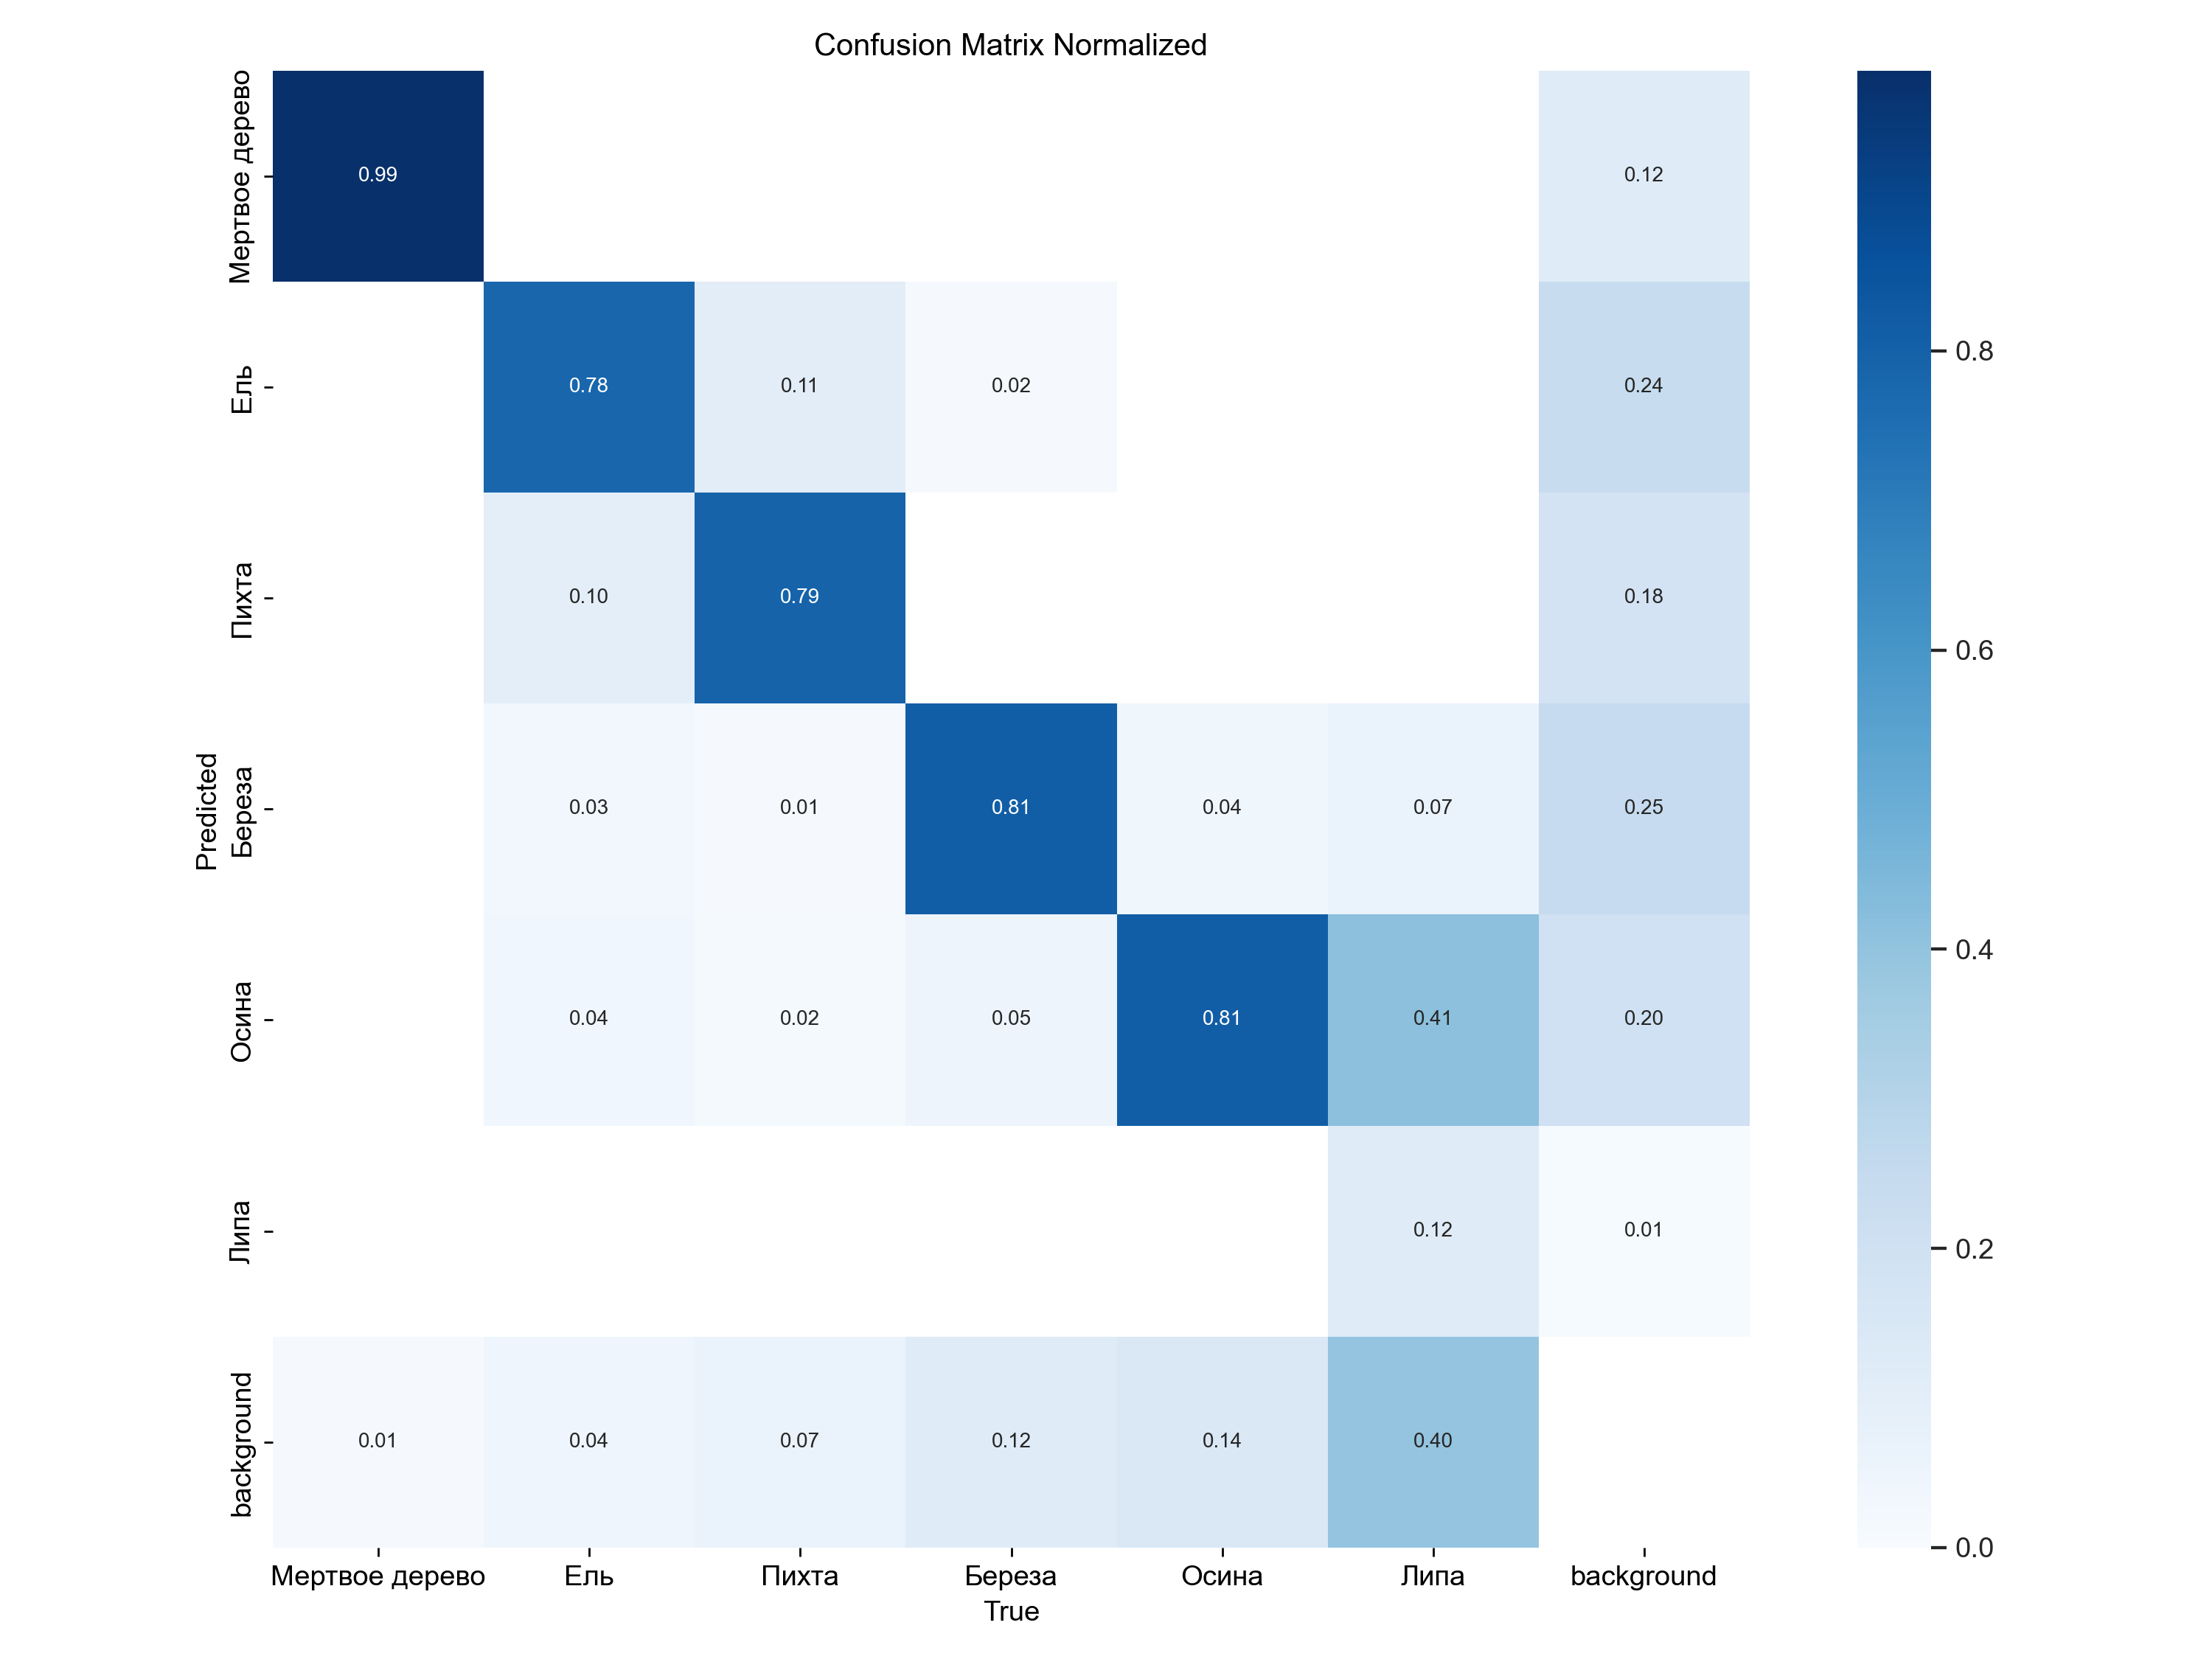 Confusion Matrix Normalized
Мертвое дерево
0.99
0.12
Ель
0.78
0.11
0.02
0.24
Пихта
0.10
0.79
0.18
Predicted
Береза
0.03
0.01
0.81
0.04
0.07
0.25
Осина
0.04
0.02
0.05
0.81
0.41
0.20
Липа
0.12
0.01
background
0.01
0.04
0.07
0.12
0.14
0.40
Мертвое дерево
Ель
Пихта
Береза
Осина
Липа
background
True
0.8
0.6
0.4
0.2
0.0